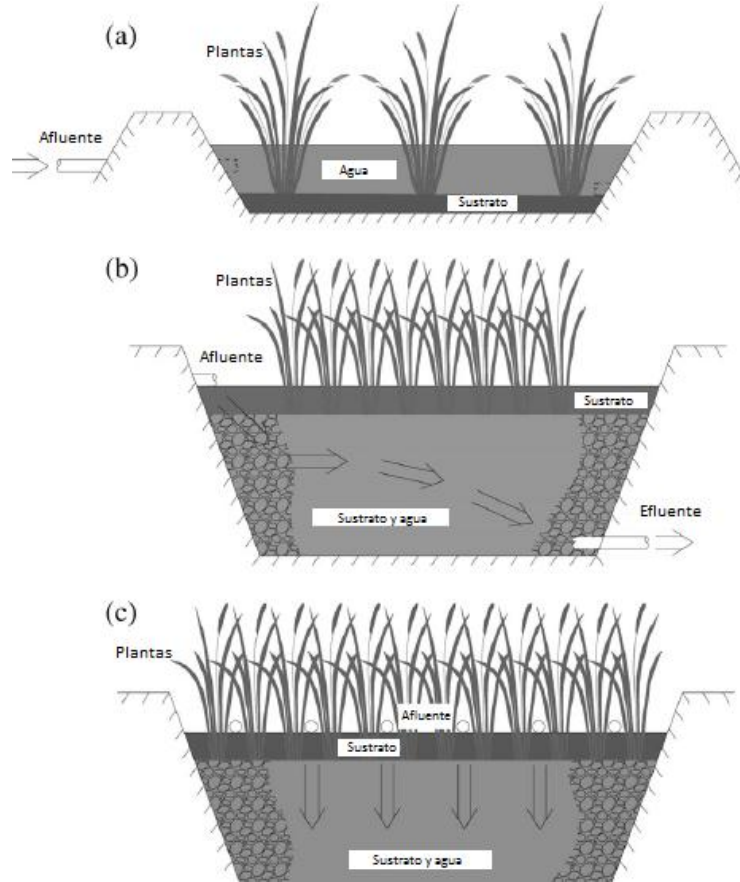 (a)
Plantas
Afluente
Agua
Sustrato
(b)
Plantas
Afluente
Sustrato
Sustrato y agua
Efluente
(c)
Plantas
Afluente
Sustrato
Sustrato y agua